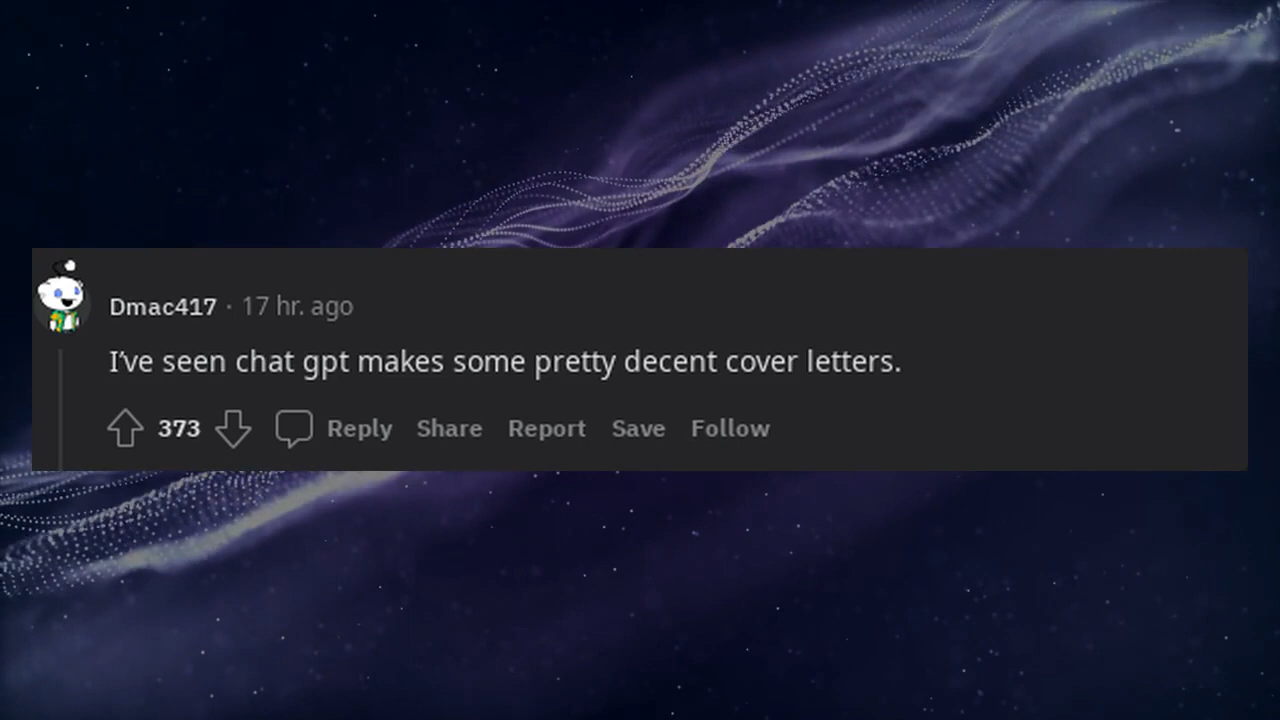 Dmac417 · 17 hr. ago
I’ve seen chat gpt makes some pretty decent cover letters.
373 Reply Share Report Save Follow